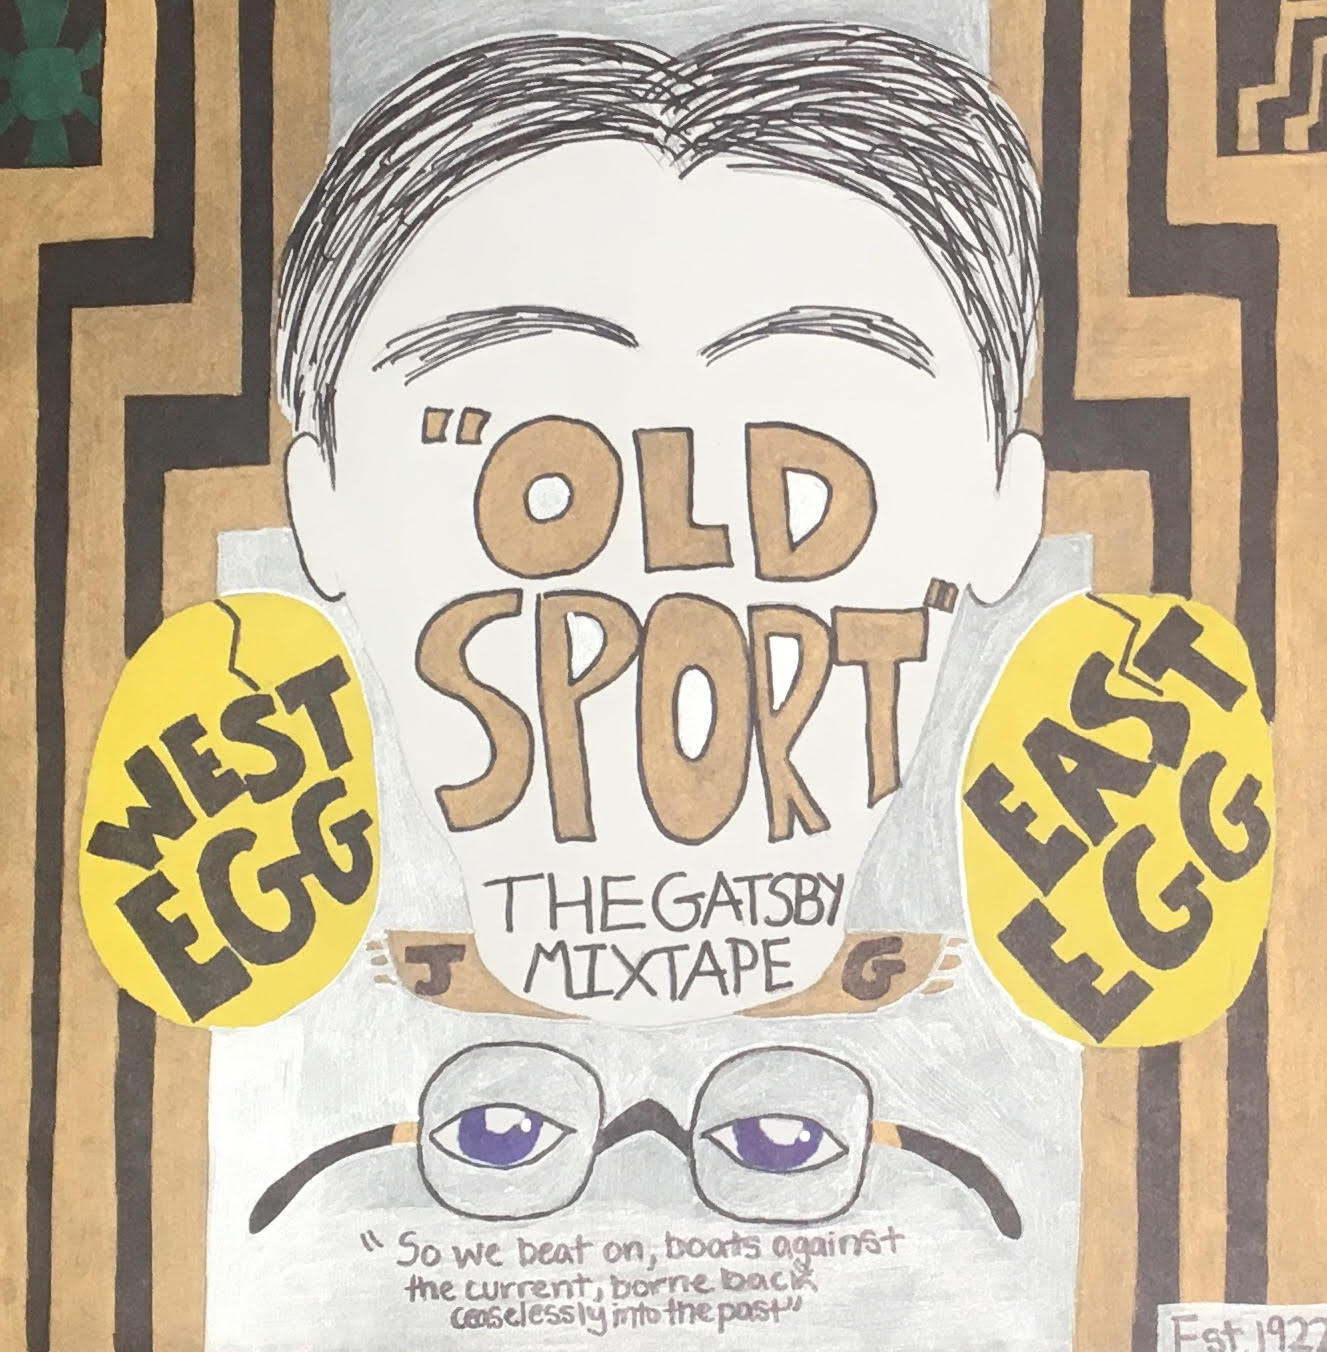 "OLD
SPORT"
WEST
EGG
EAST
EGG
THE GATSBY
MIXTAPE
J G
"So we beat on, boats against
the current, borne back
ceaselessly into the past"
Est. 1922